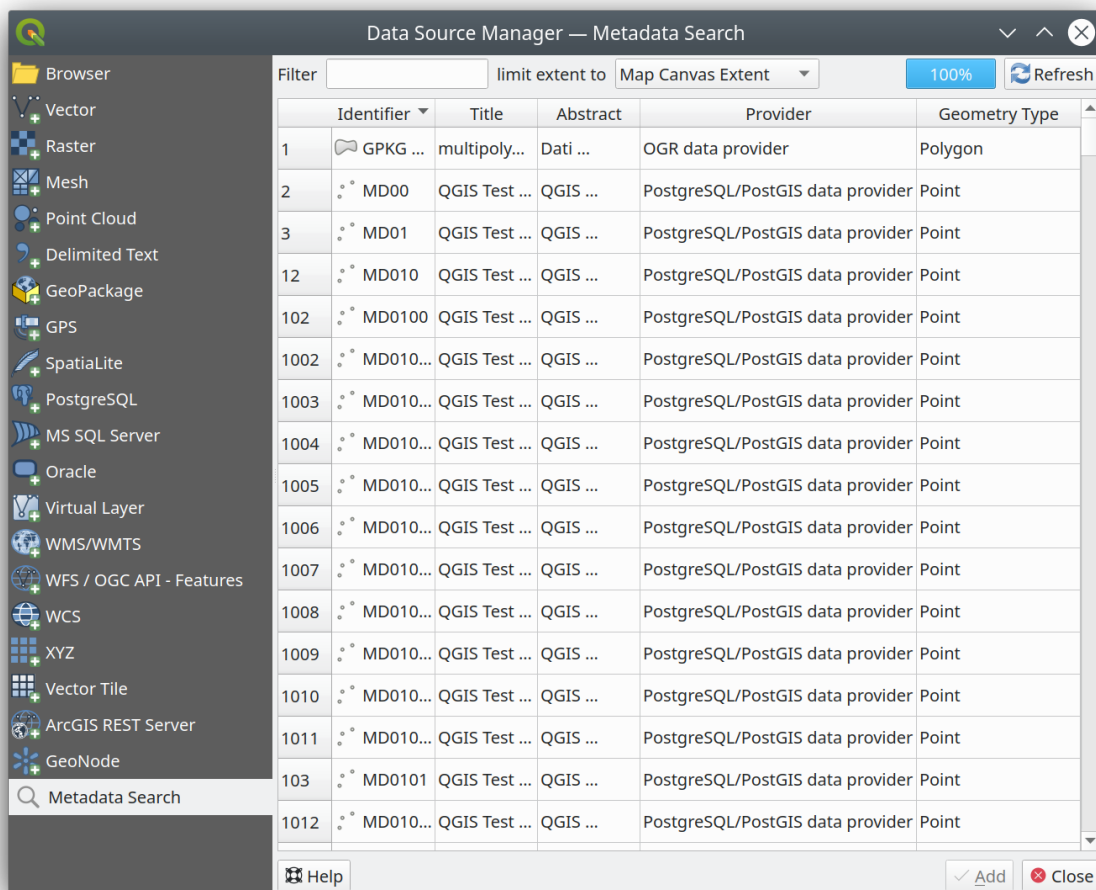 Data Source Manager — Metadata Search
Browser
Vector
Raster
Mesh
Point Cloud
Delimited Text
GeoPackage
GPS
SpatiaLite
PostgreSQL
MS SQL Server
Oracle
Virtual Layer
WMS/WMTS
WFS / OGC API - Features
WCS
XYZ
Vector Tile
ArcGIS REST Server
GeoNode
Metadata Search
Filter limit extent to Map Canvas Extent 100% Refresh
Identifier Title Abstract Provider Geometry Type
1 GPKG ... multipoly... Dati ... OGR data provider Polygon
2 MD00 QGIS Test ... QGIS ... PostgreSQL/PostGIS data provider Point
3 MD01 QGIS Test ... QGIS ... PostgreSQL/PostGIS data provider Point
12 MD010 QGIS Test ... QGIS ... PostgreSQL/PostGIS data provider Point
102 MD0100 QGIS Test ... QGIS ... PostgreSQL/PostGIS data provider Point
1002 MD010... QGIS Test ... QGIS ... PostgreSQL/PostGIS data provider Point
1003 MD010... QGIS Test ... QGIS ... PostgreSQL/PostGIS data provider Point
1004 MD010... QGIS Test ... QGIS ... PostgreSQL/PostGIS data provider Point
1005 MD010... QGIS Test ... QGIS ... PostgreSQL/PostGIS data provider Point
1006 MD010... QGIS Test ... QGIS ... PostgreSQL/PostGIS data provider Point
1007 MD010... QGIS Test ... QGIS ... PostgreSQL/PostGIS data provider Point
1008 MD010... QGIS Test ... QGIS ... PostgreSQL/PostGIS data provider Point
1009 MD010... QGIS Test ... QGIS ... PostgreSQL/PostGIS data provider Point
1010 MD010... QGIS Test ... QGIS ... PostgreSQL/PostGIS data provider Point
1011 MD010... QGIS Test ... QGIS ... PostgreSQL/PostGIS data provider Point
103 MD0101 QGIS Test ... QGIS ... PostgreSQL/PostGIS data provider Point
1012 MD010... QGIS Test ... QGIS ... PostgreSQL/PostGIS data provider Point
Help Add Close